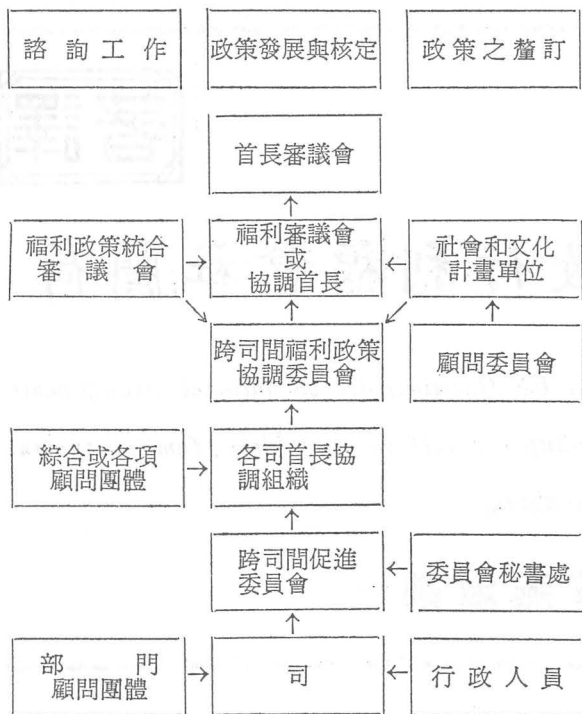 諮詢工作
政策發展與核定
政策之釐訂
首長審議會
↑
福利政策統合
審議會
→
福利審議會
或
協調首長
←
社會和文化
計畫單位
↘
↑
↙
↑
跨司間福利政策
協調委員會
顧問委員會
↑
綜合或各項
顧問團體
→
各司首長協
調組織
↑
跨司間促進
委員會
←
委員會秘書處
↑
部門
顧問團體
→
司
←
行政人員